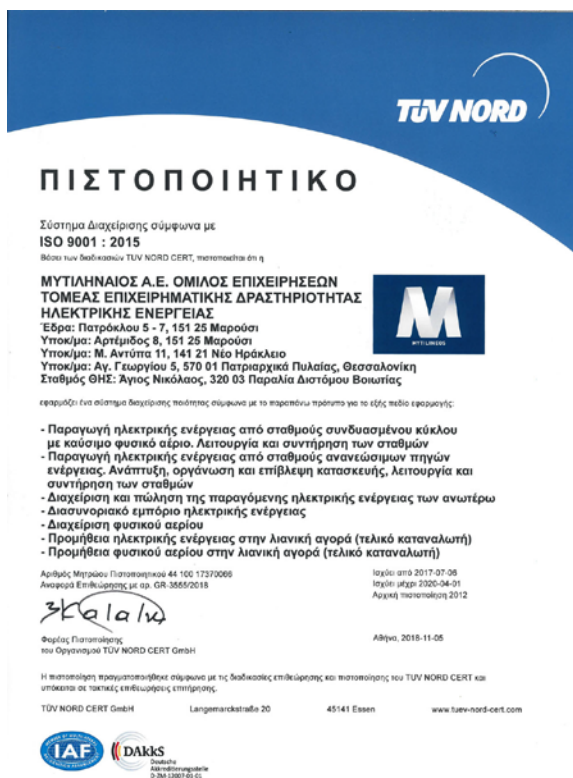 TÜV NORD
ΠΙΣΤΟΠΟΙΗΤΙΚΟ
Σύστημα Διαχείρισης σύμφωνα με
ISO 9001 : 2015
Βάσει των διαδικασιών TÜV NORD CERT, πιστοποιείται ότι η
ΜΥΤΙΛΗΝΑΙΟΣ Α.Ε. ΟΜΙΛΟΣ ΕΠΙΧΕΙΡΗΣΕΩΝ
ΤΟΜΕΑΣ ΕΠΙΧΕΙΡΗΜΑΤΙΚΗΣ ΔΡΑΣΤΗΡΙΟΤΗΤΑΣ
ΗΛΕΚΤΡΙΚΗΣ ΕΝΕΡΓΕΙΑΣ
Έδρα: Πατρόκλου 5 - 7, 151 25 Μαρούσι
Υποκ/μα: Αρτέμιδος 8, 151 25 Μαρούσι
Υποκ/μα: Μ. Αντύπα 11, 141 21 Νέο Ηράκλειο
Υποκ/μα: Αγ. Γεωργίου 5, 570 01 Πατριαρχικά Πυλαίας, Θεσσαλονίκη
Σταθμός ΘΗΣ: Άγιος Νικόλαος, 320 03 Παραλία Διστόμου Βοιωτίας
M
MYTILINEOS
εφαρμόζει ένα σύστημα διαχείρισης ποιότητας σύμφωνα με το παραπάνω πρότυπο για το εξής πεδίο εφαρμογής:
- Παραγωγή ηλεκτρικής ενέργειας από σταθμούς συνδυασμένου κύκλου
με καύσιμο φυσικό αέριο. Λειτουργία και συντήρηση των σταθμών
- Παραγωγή ηλεκτρικής ενέργειας από σταθμούς ανανεώσιμων πηγών
ενέργειας. Ανάπτυξη, οργάνωση και επίβλεψη κατασκευής, λειτουργία και
συντήρηση των σταθμών
- Διαχείριση και πώληση της παραγόμενης ηλεκτρικής ενέργειας των ανωτέρω
- Διασυνοριακό εμπόριο ηλεκτρικής ενέργειας
- Διαχείριση φυσικού αερίου
- Προμήθεια ηλεκτρικής ενέργειας στην λιανική αγορά (τελικό καταναλωτή)
- Προμήθεια φυσικού αερίου στην λιανική αγορά (τελικό καταναλωτή)
Αριθμός Μητρώου Πιστοποιητικού 44 100 17370066
Αναφορά Επιθεώρησης με αρ. GR-3565/2018
Ισχύει από 2017-07-06
Ισχύει μέχρι 2020-04-01
Αρχική πιστοποίηση 2012
Φορέας Πιστοποίησης
του Οργανισμού TÜV NORD CERT GmbH
Αθήνα, 2018-11-05
Η πιστοποίηση πραγματοποιήθηκε σύμφωνα με τις διαδικασίες επιθεώρησης και πιστοποίησης του TÜV NORD CERT και
υπόκειται σε τακτικές επιθεωρήσεις επιτήρησης.
TÜV NORD CERT GmbH Langemarckstraße 20 45141 Essen www.tuev-nord-cert.com
IAF
DAkkS
Deutsche
Akkreditierungsstelle
D-ZM-12007-01-01